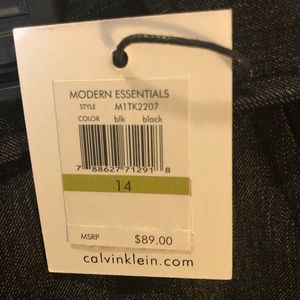 MODERN ESSENTIALS
STYLE M1TK2207
COLOR blk black
7 88627 71291 8
14
MSRP $89.00
calvinklein.com